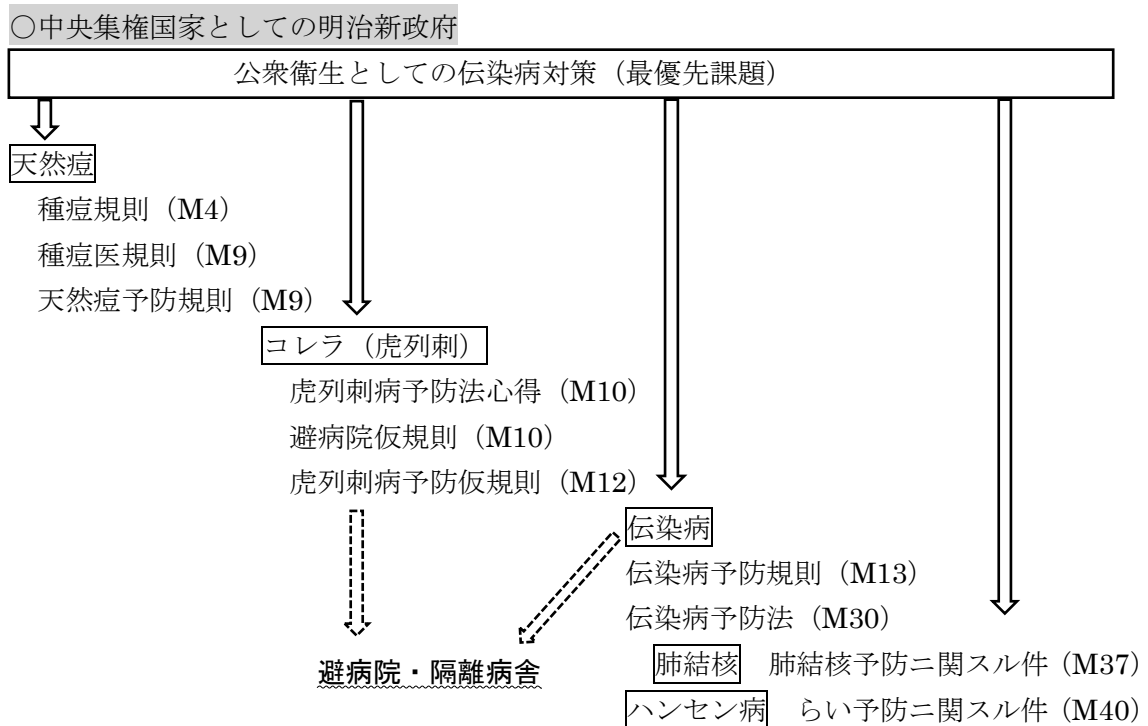 ○中央集権国家としての明治新政府
公衆衛生としての伝染病対策（最優先課題）
天然痘
種痘規則（M4）
種痘医規則（M9）
天然痘予防規則（M9）
コレラ（虎列刺）
虎列刺病予防法心得（M10）
避病院仮規則（M10）
虎列刺病予防仮規則（M12）
伝染病
伝染病予防規則（M13）
伝染病予防法（M30）
避病院・隔離病舎
肺結核　肺結核予防ニ関スル件（M37）
ハンセン病　らい予防ニ関スル件（M40）